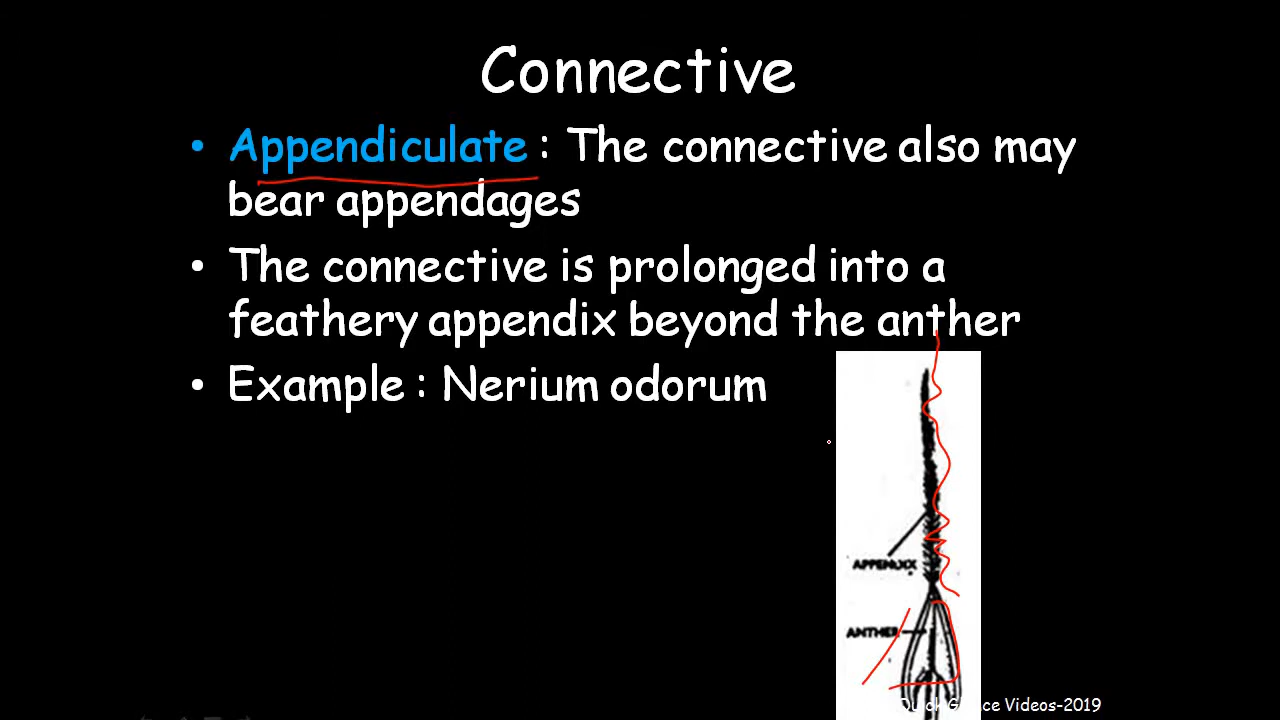 Connective
• Appendiculate : The connective also may
bear appendages
• The connective is prolonged into a
feathery appendix beyond the anther
• Example : Nerium odorum
APPENDIX
ANTHER
Videos-2019